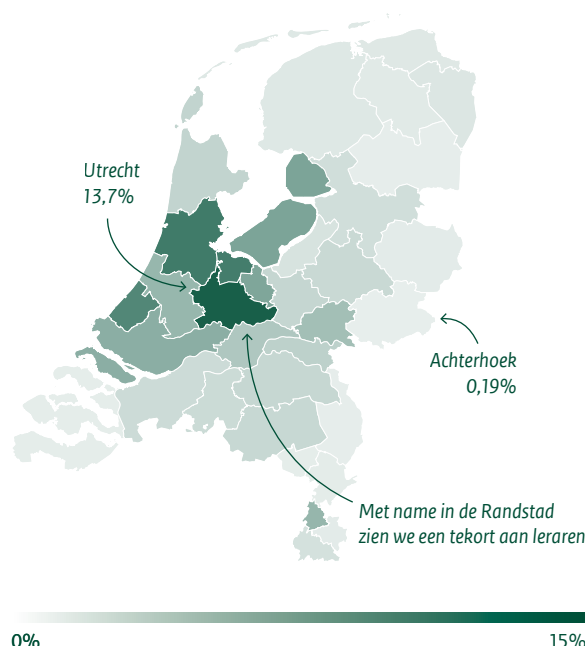 Utrecht
13,7%
Achterhoek
0,19%
Met name in de Randstad
zien we een tekort aan leraren
0%
15%